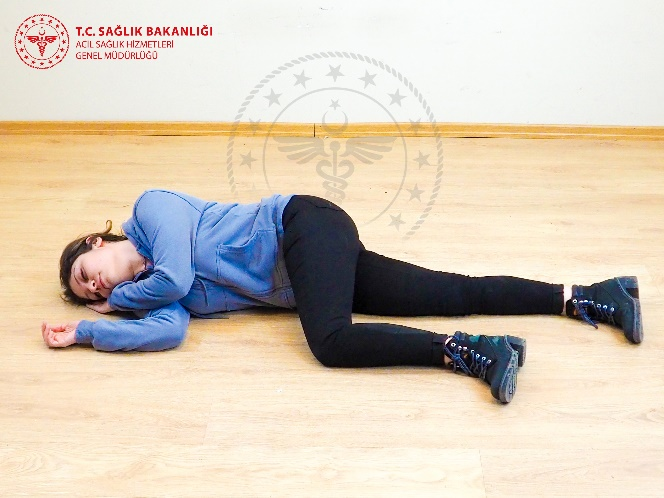 T.C. SAĞLIK BAKANLIĞI
ACİL SAĞLIK HİZMETLERİ
GENEL MÜDÜRLÜĞÜ